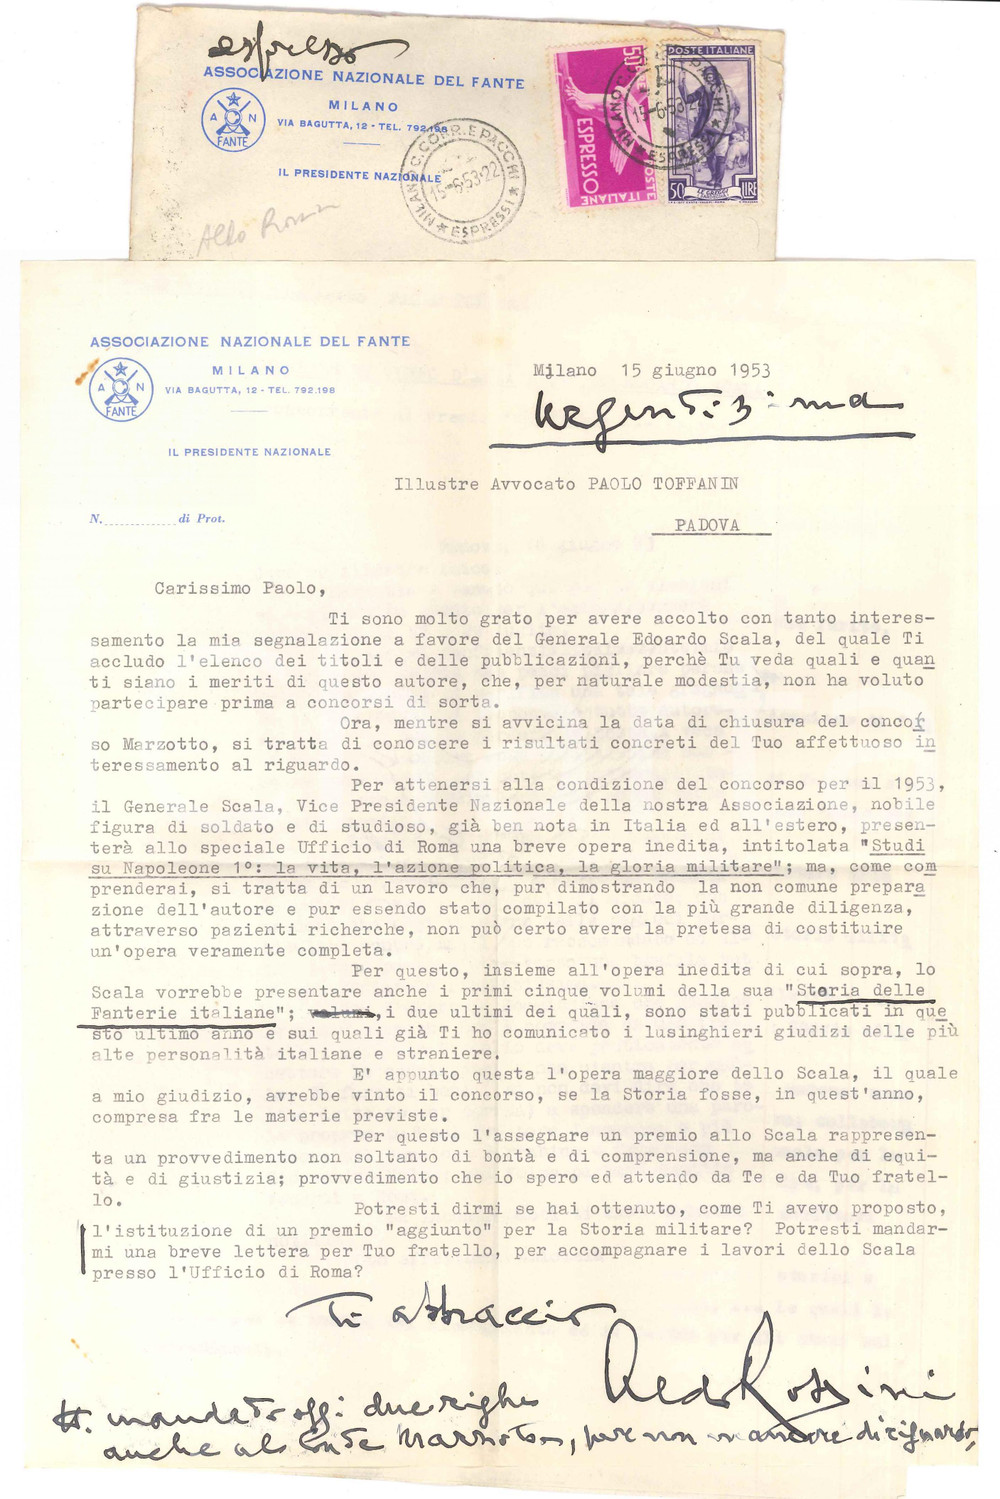 espresso
ASSOCIAZIONE NAZIONALE DEL FANTE
MILANO
VIA BAGUTTA, 12 - TEL. 792.198
A N
FANTE
IL PRESIDENTE NAZIONALE
MILANO C. CORR. E PACCHI
15-6-53·22
★ ESPRESSI ★
50
ESPRESSO
POSTE ITALIANE
MILANO C. CORR. E PACCHI
15-6-53·22
★ ESPRESSI ★
POSTE ITALIANE
50 LIRE
Aldo
ASSOCIAZIONE NAZIONALE DEL FANTE
MILANO
VIA BAGUTTA, 12 - TEL. 792.198
A N
FANTE
IL PRESIDENTE NAZIONALE
N. di Prot.
Milano 15 giugno 1953
Urgentissima
Illustre Avvocato PAOLO TOFFANIN
PADOVA
Carissimo Paolo,
Ti sono molto grato per avere accolto con tanto interes-
samento la mia segnalazione a favore del Generale Edoardo Scala, del quale Ti
accludo l'elenco dei titoli e delle pubblicazioni, perchè Tu veda quali e quan
ti siano i meriti di questo autore, che, per naturale modestia, non ha voluto
partecipare prima a concorsi di sorta.
Ora, mentre si avvicina la data di chiusura del concor
so Marzotto, si tratta di conoscere i risultati concreti del Tuo affettuoso in
teressamento al riguardo.
Per attenersi alla condizione del concorso per il 1953,
il Generale Scala, Vice Presidente Nazionale della nostra Associazione, nobile
figura di soldato e di studioso, già ben nota in Italia ed all'estero, presen-
terà allo speciale Ufficio di Roma una breve opera inedita, intitolata "Studi
su Napoleone 1°: la vita, l'azione politica, la gloria militare"; ma, come com
prenderai, si tratta di un lavoro che, pur dimostrando la non comune prepara
zione dell'autore e pur essendo stato compilato con la più grande diligenza,
attraverso pazienti ricerche, non può certo avere la pretesa di costituire
un'opera veramente completa.
Per questo, insieme all'opera inedita di cui sopra, lo
Scala vorrebbe presentare anche i primi cinque volumi della sua "Storia delle
Fanterie italiane"; volumi, i due ultimi dei quali, sono stati pubblicati in que
sto ultimo anno e sui quali già Ti ho comunicato i lusinghieri giudizi delle più
alte personalità italiane e straniere.
E' appunto questa l'opera maggiore dello Scala, il quale
a mio giudizio, avrebbe vinto il concorso, se la Storia fosse, in quest'anno,
compresa fra le materie previste.
Per questo l'assegnare un premio allo Scala rappresen-
ta un provvedimento non soltanto di bontà e di comprensione, ma anche di equi-
tà e di giustizia; provvedimento che io spero ed attendo da Te e da Tuo fratel-
lo.
Potresti dirmi se hai ottenuto, come Ti avevo proposto,
l'istituzione di un premio "aggiunto" per la Storia militare? Potresti mandar-
mi una breve lettera per Tuo fratello, per accompagnare i lavori dello Scala
presso l'Ufficio di Roma?
Ti abbraccio
Aldo Rossini
Ho mandato oggi due righe
anche al Conte Marzotto, per non mancare di riguardo.